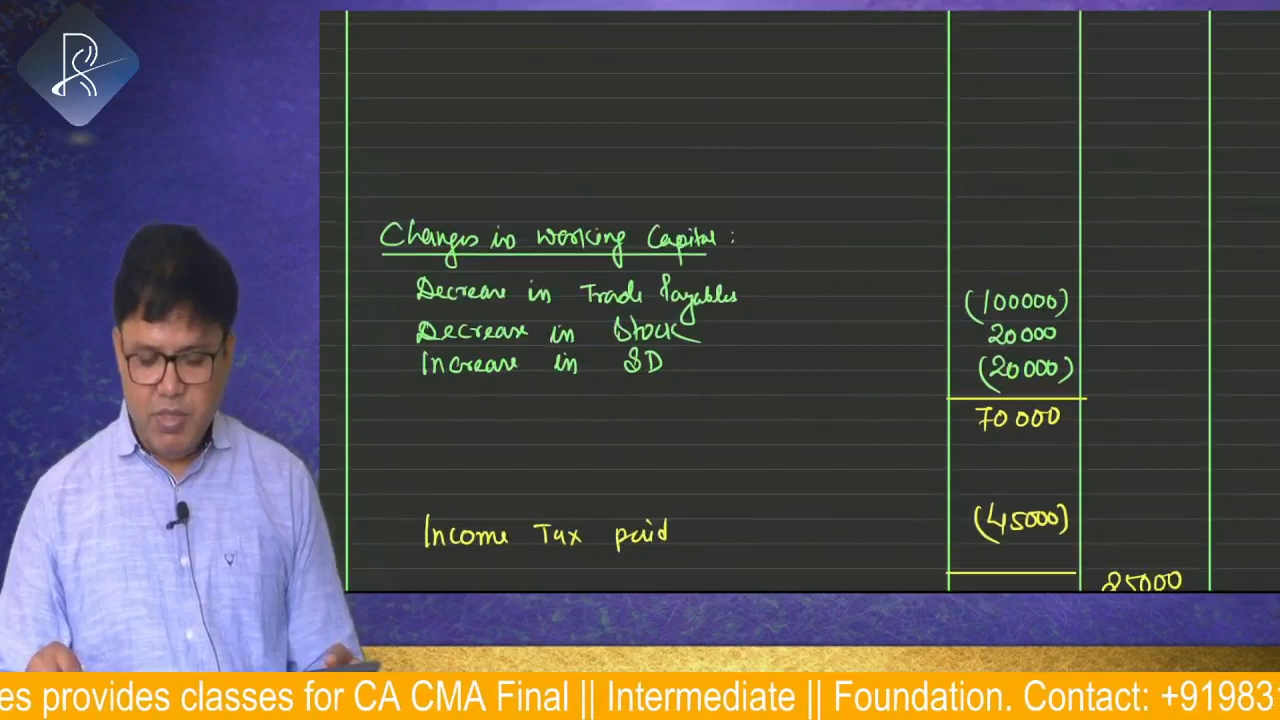 RS
Changes in Working Capital :
Decrease in Trade Payables (100000)
Decrease in Stock 20000
Increase in SD (20000)
70000
Income Tax paid (45000)
25000
es provides classes for CA CMA Final || Intermediate || Foundation. Contact: +91983